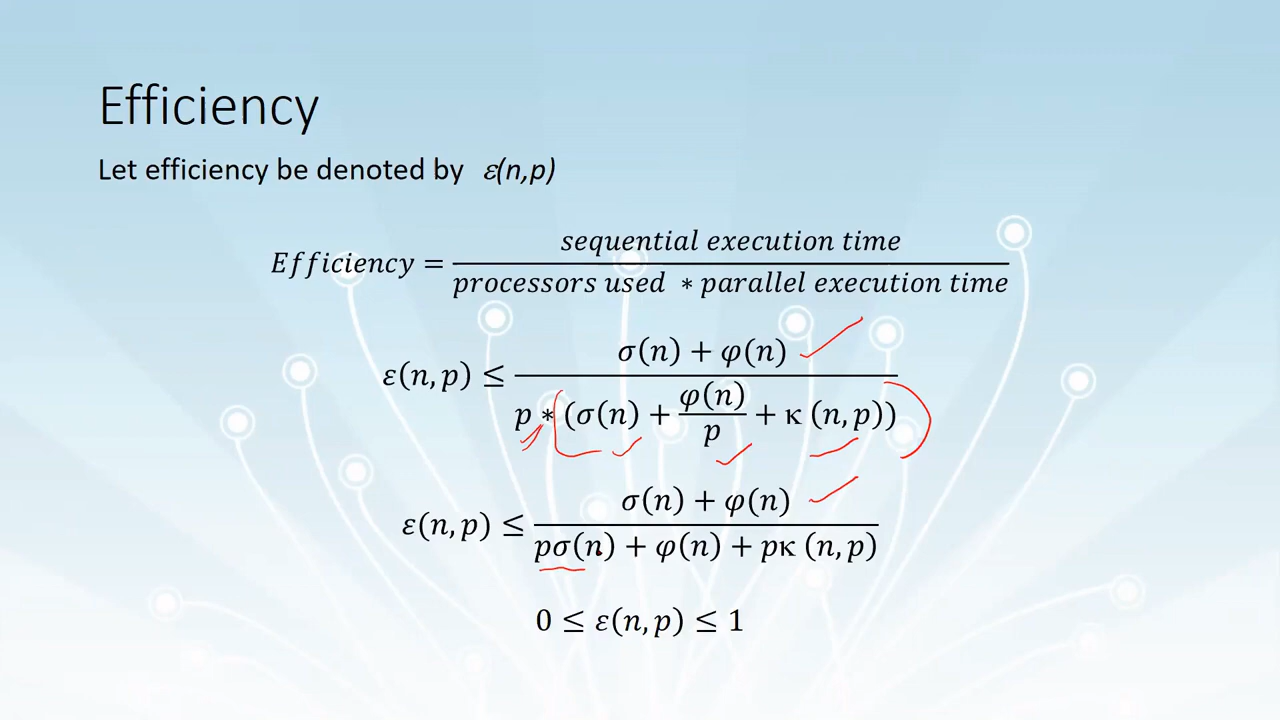 Efficiency
Let efficiency be denoted by ε(n,p)
Efficiency = sequential execution time / processors used * parallel execution time
ε(n, p) ≤ σ(n) + φ(n) / p * (σ(n) + φ(n)/p + κ (n, p))
ε(n, p) ≤ σ(n) + φ(n) / pσ(n) + φ(n) + pκ (n, p)
0 ≤ ε(n, p) ≤ 1